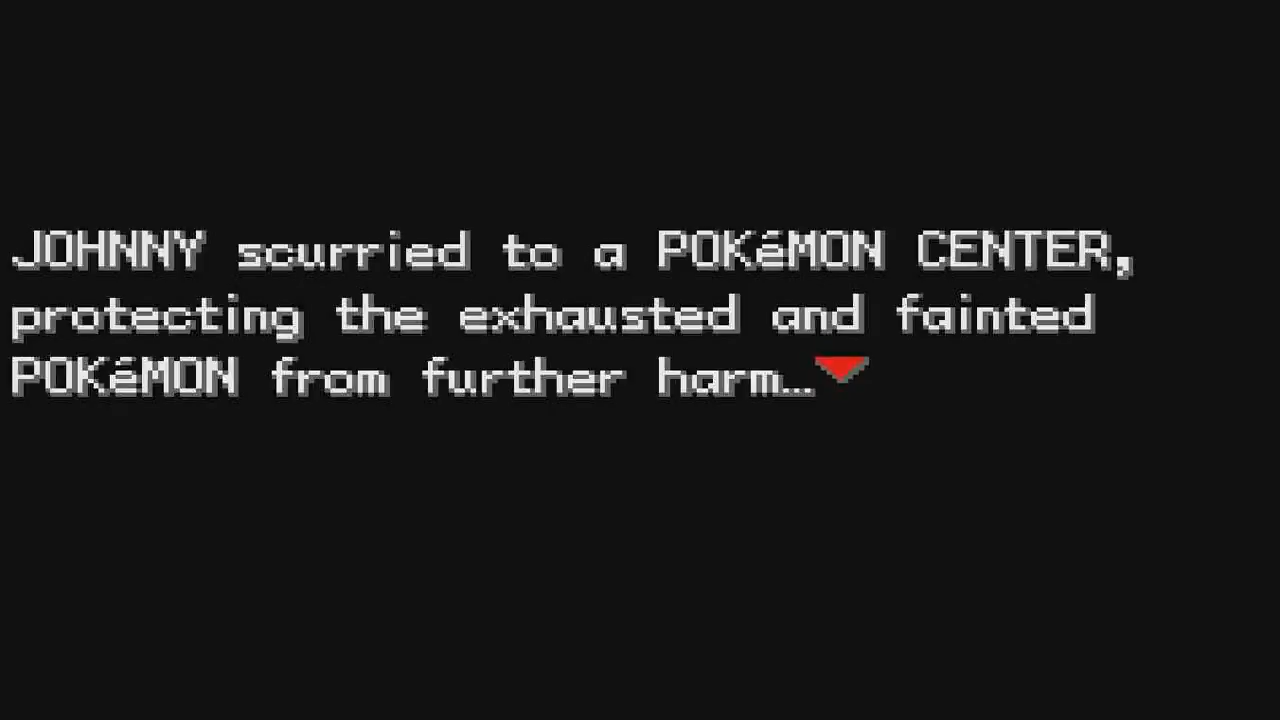 JOHNNY scurried to a POKéMON CENTER,
protecting the exhausted and fainted
POKéMON from further harm…